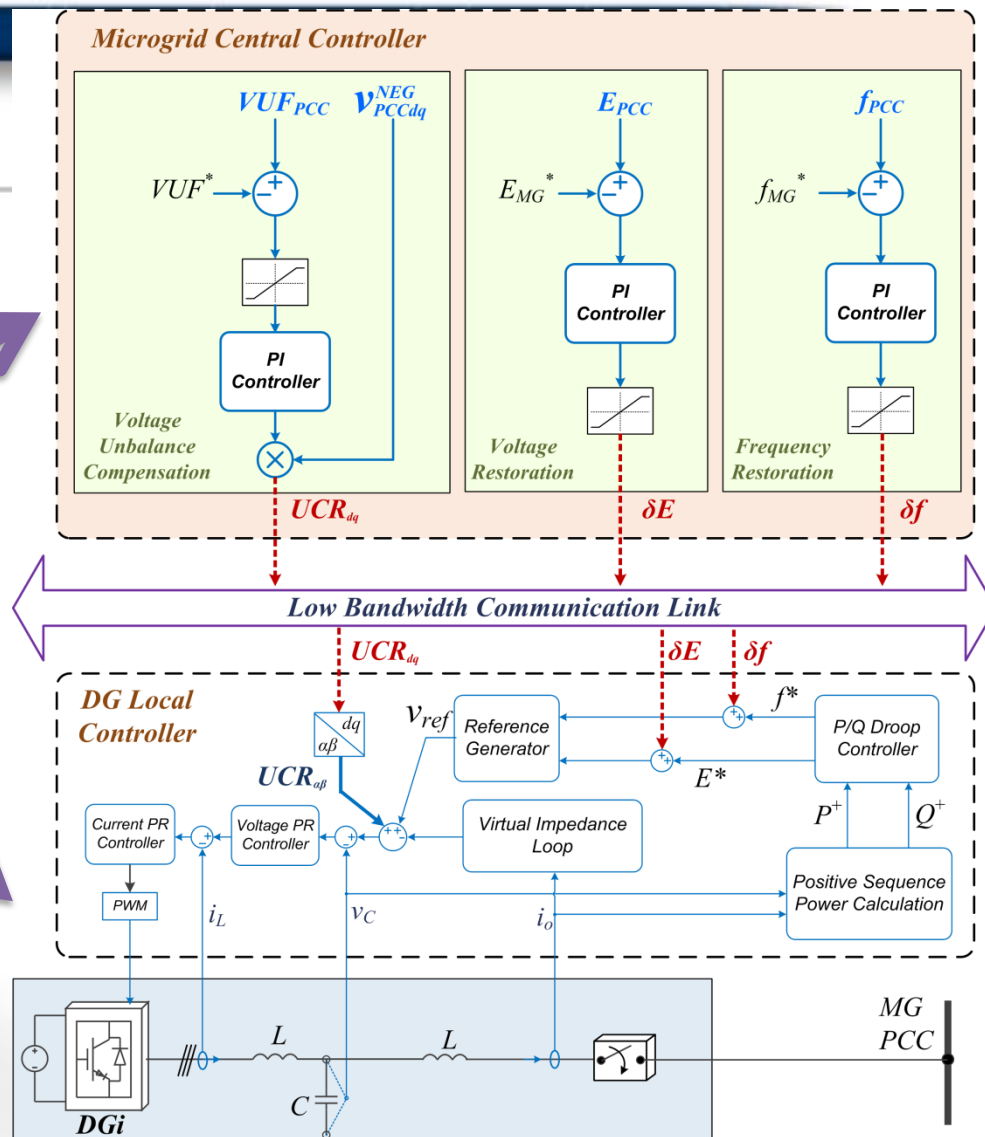 Microgrid Central Controller
VUF_PCC
v_PCCdq^NEG
VUF*
PI
Controller
Voltage
Unbalance
Compensation
UCR_dq
E_PCC
E_MG*
PI
Controller
Voltage
Restoration
δE
f_PCC
f_MG*
PI
Controller
Frequency
Restoration
δf
Low Bandwidth Communication Link
UCR_dq
δE
δf
DG Local
Controller
dq
αβ
UCR_αβ
v_ref
Reference
Generator
f*
E*
P/Q Droop
Controller
P+
Q+
Current PR
Controller
Voltage PR
Controller
Virtual Impedance
Loop
Positive Sequence
Power Calculation
PWM
i_L
v_C
i_o
L
L
C
DGi
MG
PCC